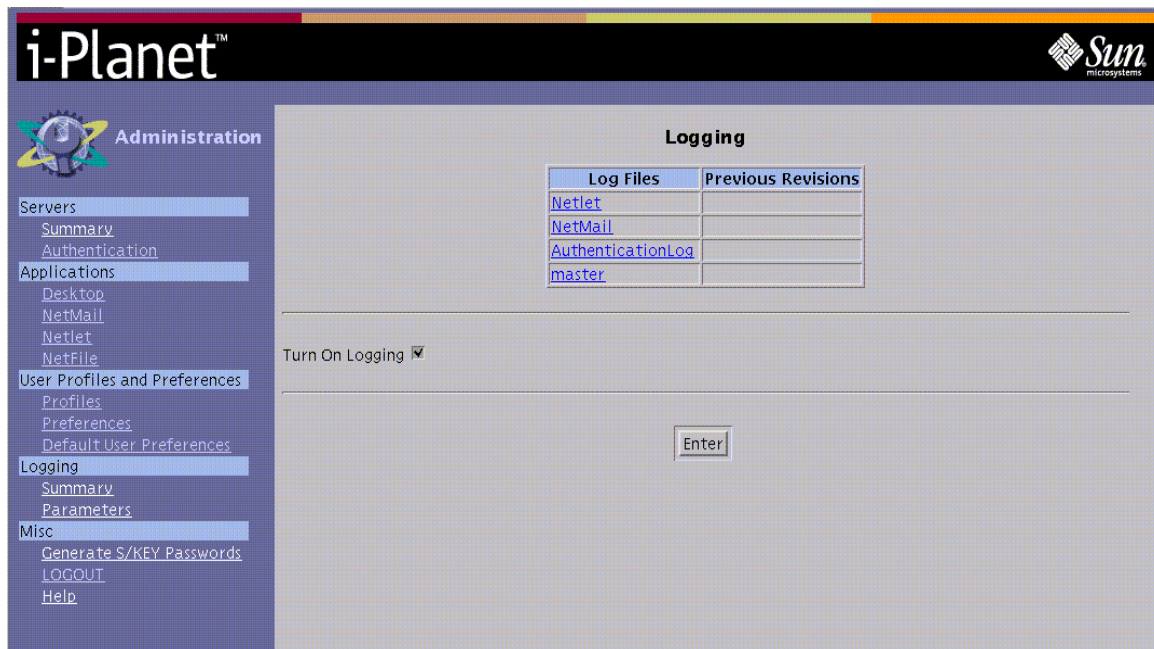 i-Planet™
Sun
microsystems
Administration
Servers
Summary
Authentication
Applications
Desktop
NetMail
Netlet
NetFile
User Profiles and Preferences
Profiles
Preferences
Default User Preferences
Logging
Summary
Parameters
Misc
Generate S/KEY Passwords
LOGOUT
Help
Logging
Log Files Previous Revisions
Netlet
NetMail
AuthenticationLog
master
Turn On Logging
Enter